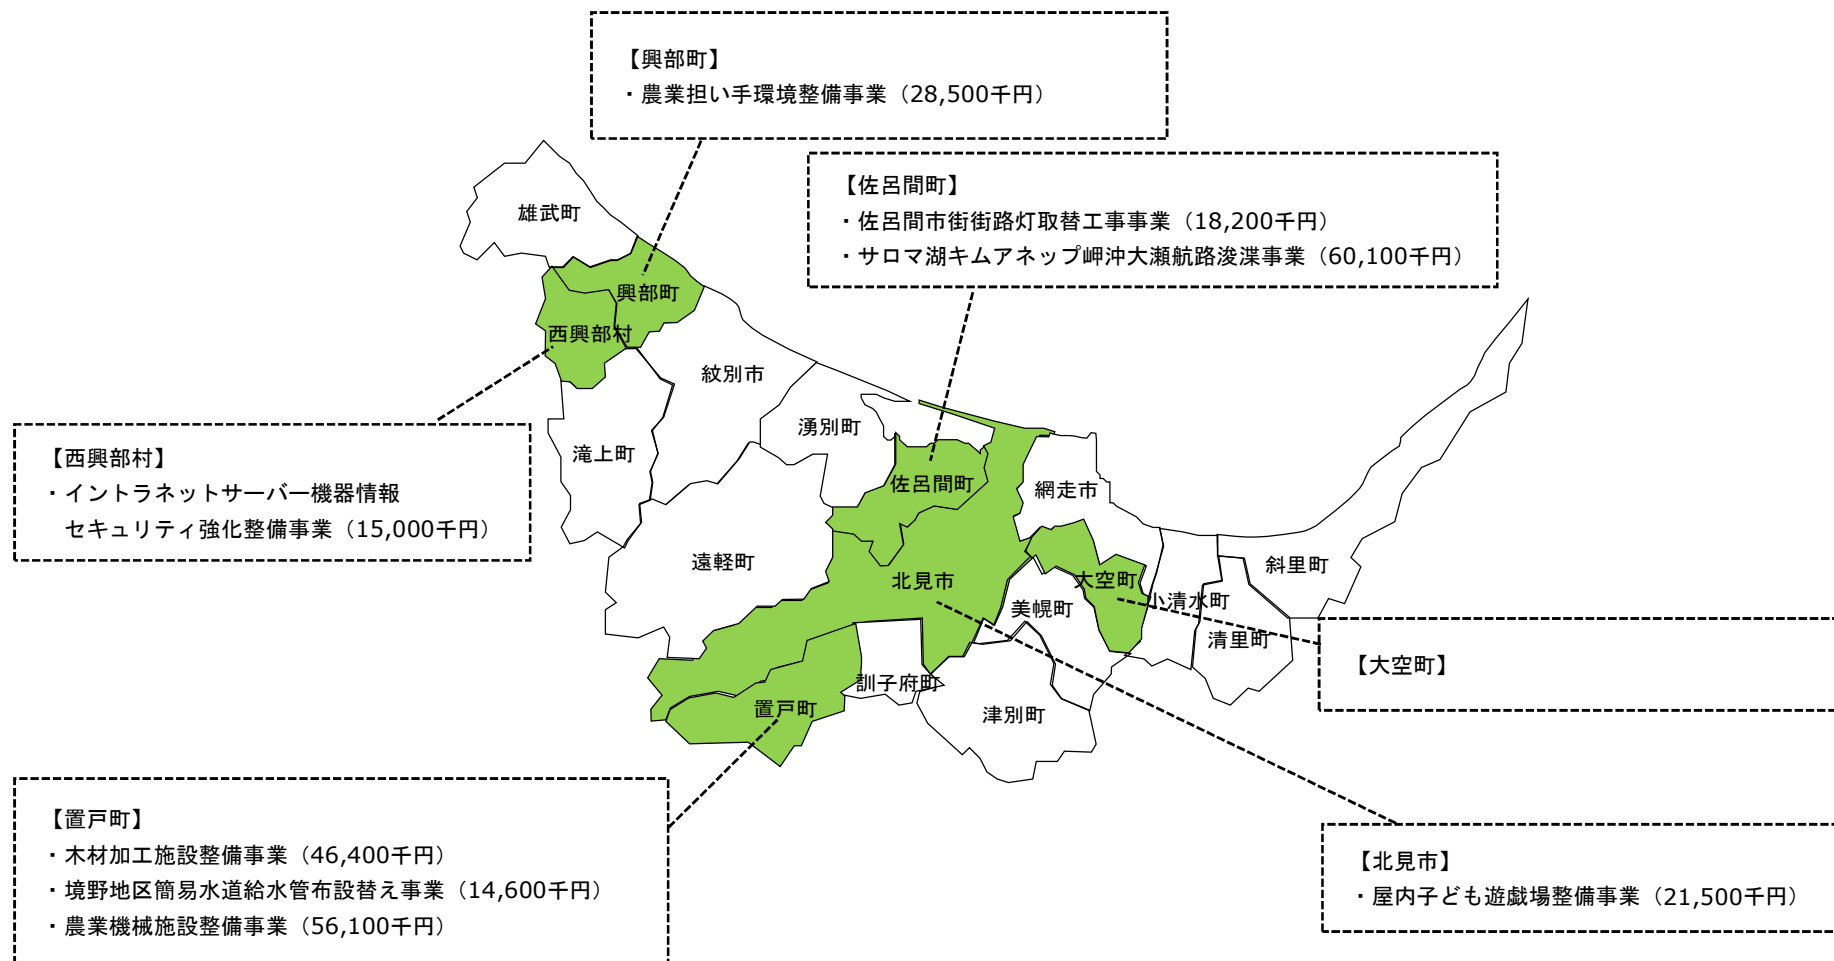 【興部町】
・農業担い手環境整備事業（28,500千円）
【佐呂間町】
・佐呂間市街街路灯取替工事事業（18,200千円）
・サロマ湖キムアネップ岬沖大瀬航路浚渫事業（60,100千円）
雄武町
興部町
西興部村
紋別市
湧別町
滝上町
佐呂間町
網走市
遠軽町
北見市
大空町
斜里町
美幌町
小清水町
清里町
訓子府町
置戸町
津別町
【西興部村】
・イントラネットサーバー機器情報
セキュリティ強化整備事業（15,000千円）
【大空町】
【置戸町】
・木材加工施設整備事業（46,400千円）
・境野地区簡易水道給水管布設替え事業（14,600千円）
・農業機械施設整備事業（56,100千円）
【北見市】
・屋内子ども遊戯場整備事業（21,500千円）